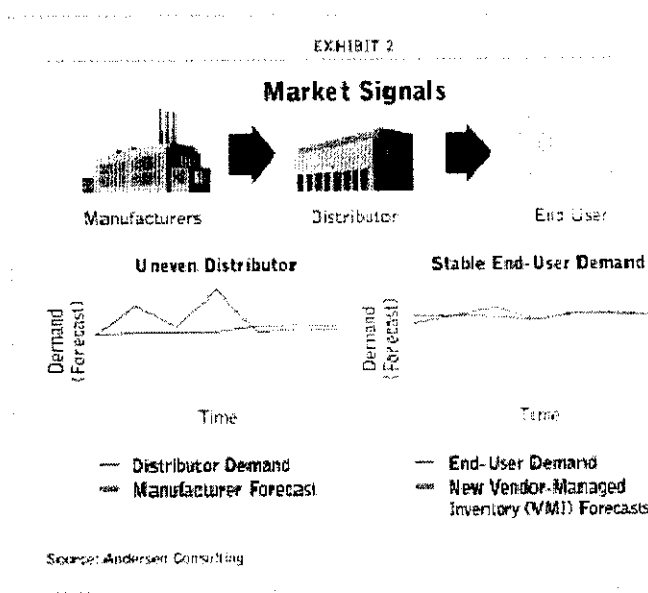 EXHIBIT 2
Market Signals
Manufacturers
Distributor
End User
Uneven Distributor
Demand
(Forecast)
Time
Distributor Demand
Manufacturer Forecast
Stable End-User Demand
Demand
(Forecast)
Time
End-User Demand
New Vendor-Managed
Inventory (VMI) Forecasts
Source: Andersen Consulting